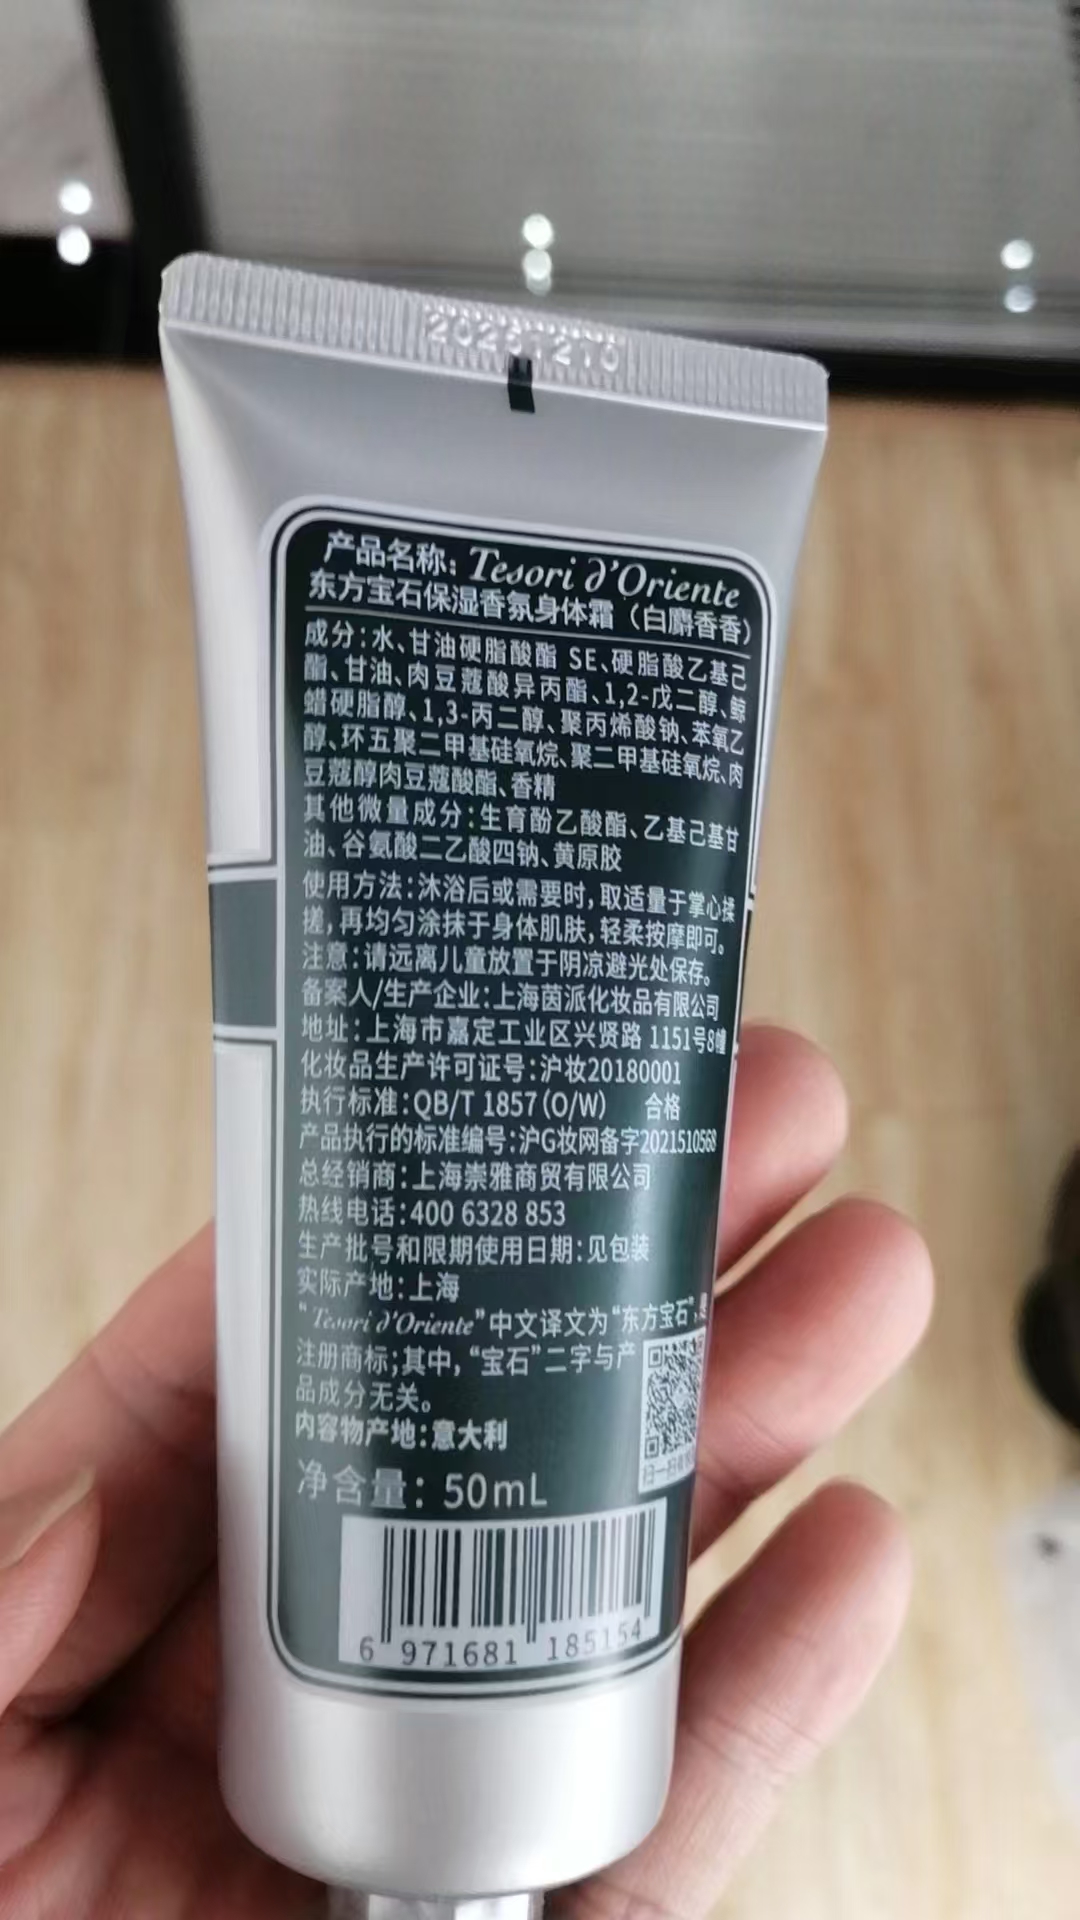 产品名称：Tesori d'Oriente
东方宝石保湿香氛身体霜（白麝香香）
成分：水、甘油硬脂酸酯 SE、硬脂酸乙基己
酯、甘油、肉豆蔻酸异丙酯、1,2-戊二醇、鲸
蜡硬脂醇、1,3-丙二醇、聚丙烯酸钠、苯氧乙
醇、环五聚二甲基硅氧烷、聚二甲基硅氧烷、肉
豆蔻醇肉豆蔻酸酯、香精
其他微量成分：生育酚乙酸酯、乙基己基甘
油、谷氨酸二乙酸四钠、黄原胶
使用方法：沐浴后或需要时，取适量于掌心揉
搓，再均匀涂抹于身体肌肤，轻柔按摩即可。
注意：请远离儿童放置于阴凉避光处保存。
备案人/生产企业：上海茵派化妆品有限公司
地址：上海市嘉定工业区兴贤路 1151号8幢
化妆品生产许可证号：沪妆20180001
执行标准：QB/T 1857（O/W） 合格
产品执行的标准编号：沪G妆网备字2021510568
总经销商：上海崇雅商贸有限公司
热线电话：400 6328 853
生产批号和限期使用日期：见包装
实际产地：上海
“Tesori d'Oriente”中文译文为“东方宝石”，是
注册商标；其中，“宝石”二字与产
品成分无关。
内容物产地：意大利
扫一扫
净含量：50mL
6 971681 185154